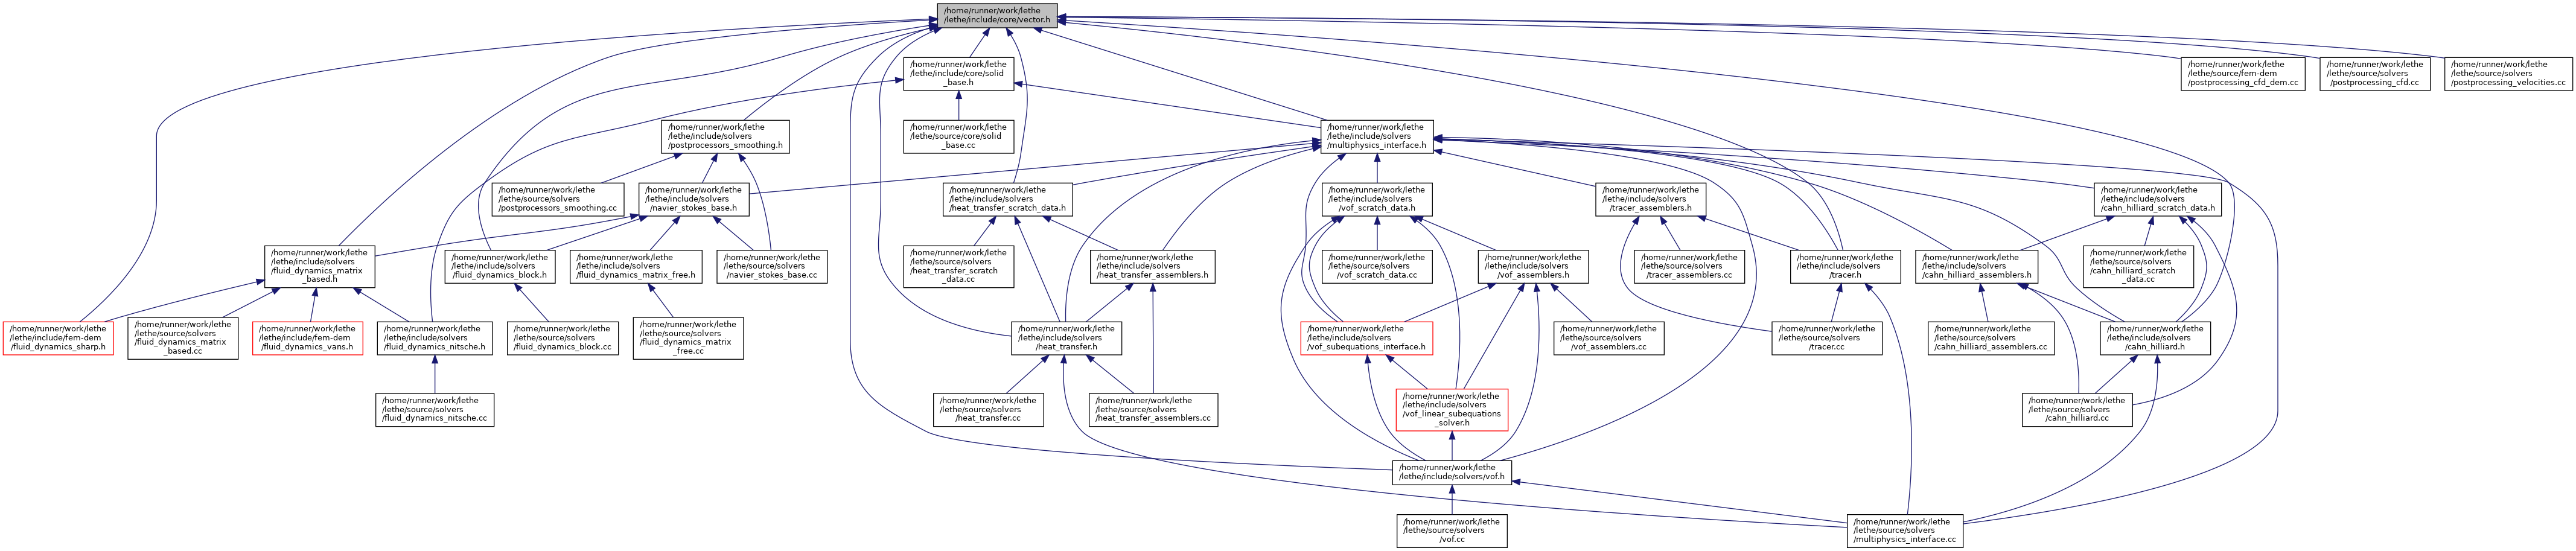 /home/runner/work/lethe
/lethe/include/core/vector.h
/home/runner/work/lethe
/lethe/include/core/solid
_base.h
/home/runner/work/lethe
/lethe/source/fem-dem
/postprocessing_cfd_dem.cc
/home/runner/work/lethe
/lethe/source/solvers
/postprocessing_cfd.cc
/home/runner/work/lethe
/lethe/source/solvers
/postprocessing_velocities.cc
/home/runner/work/lethe
/lethe/include/solvers
/postprocessors_smoothing.h
/home/runner/work/lethe
/lethe/source/core/solid
_base.cc
/home/runner/work/lethe
/lethe/include/solvers
/multiphysics_interface.h
/home/runner/work/lethe
/lethe/source/solvers
/postprocessors_smoothing.cc
/home/runner/work/lethe
/lethe/include/solvers
/navier_stokes_base.h
/home/runner/work/lethe
/lethe/include/solvers
/heat_transfer_scratch_data.h
/home/runner/work/lethe
/lethe/include/solvers
/vof_scratch_data.h
/home/runner/work/lethe
/lethe/include/solvers
/tracer_assemblers.h
/home/runner/work/lethe
/lethe/include/solvers
/cahn_hilliard_scratch_data.h
/home/runner/work/lethe
/lethe/include/solvers
/fluid_dynamics_matrix
_based.h
/home/runner/work/lethe
/lethe/include/solvers
/fluid_dynamics_block.h
/home/runner/work/lethe
/lethe/include/solvers
/fluid_dynamics_matrix_free.h
/home/runner/work/lethe
/lethe/source/solvers
/navier_stokes_base.cc
/home/runner/work/lethe
/lethe/source/solvers
/heat_transfer_scratch
_data.cc
/home/runner/work/lethe
/lethe/include/solvers
/heat_transfer_assemblers.h
/home/runner/work/lethe
/lethe/source/solvers
/vof_scratch_data.cc
/home/runner/work/lethe
/lethe/include/solvers
/vof_assemblers.h
/home/runner/work/lethe
/lethe/source/solvers
/tracer_assemblers.cc
/home/runner/work/lethe
/lethe/include/solvers
/tracer.h
/home/runner/work/lethe
/lethe/include/solvers
/cahn_hilliard_assemblers.h
/home/runner/work/lethe
/lethe/source/solvers
/cahn_hilliard_scratch
_data.cc
/home/runner/work/lethe
/lethe/include/fem-dem
/fluid_dynamics_sharp.h
/home/runner/work/lethe
/lethe/source/solvers
/fluid_dynamics_matrix
_based.cc
/home/runner/work/lethe
/lethe/include/fem-dem
/fluid_dynamics_vans.h
/home/runner/work/lethe
/lethe/include/solvers
/fluid_dynamics_nitsche.h
/home/runner/work/lethe
/lethe/source/solvers
/fluid_dynamics_block.cc
/home/runner/work/lethe
/lethe/source/solvers
/fluid_dynamics_matrix
_free.cc
/home/runner/work/lethe
/lethe/include/solvers
/heat_transfer.h
/home/runner/work/lethe
/lethe/include/solvers
/vof_subequations_interface.h
/home/runner/work/lethe
/lethe/source/solvers
/vof_assemblers.cc
/home/runner/work/lethe
/lethe/source/solvers
/tracer.cc
/home/runner/work/lethe
/lethe/source/solvers
/cahn_hilliard_assemblers.cc
/home/runner/work/lethe
/lethe/include/solvers
/cahn_hilliard.h
/home/runner/work/lethe
/lethe/source/solvers
/fluid_dynamics_nitsche.cc
/home/runner/work/lethe
/lethe/source/solvers
/heat_transfer.cc
/home/runner/work/lethe
/lethe/source/solvers
/heat_transfer_assemblers.cc
/home/runner/work/lethe
/lethe/include/solvers
/vof_linear_subequations
_solver.h
/home/runner/work/lethe
/lethe/source/solvers
/cahn_hilliard.cc
/home/runner/work/lethe
/lethe/include/solvers/vof.h
/home/runner/work/lethe
/lethe/source/solvers
/vof.cc
/home/runner/work/lethe
/lethe/source/solvers
/multiphysics_interface.cc